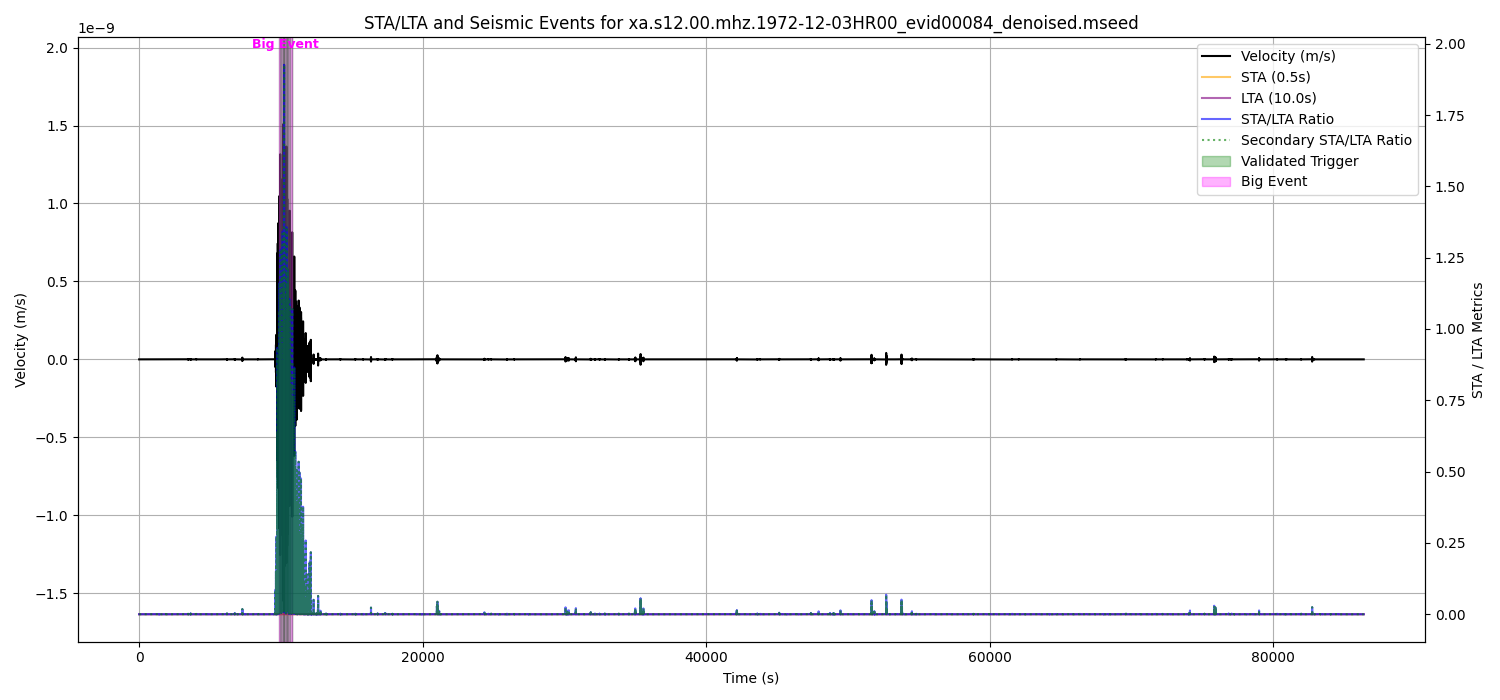 STA/LTA and Seismic Events for xa.s12.00.mhz.1972-12-03HR00_evid00084_denoised.mseed
1e−9
Big Event
2.0
1.5
1.0
0.5
0.0
−0.5
−1.0
−1.5
Velocity (m/s)
Velocity (m/s)
STA (0.5s)
LTA (10.0s)
STA/LTA Ratio
Secondary STA/LTA Ratio
Validated Trigger
Big Event
2.00
1.75
1.50
1.25
1.00
0.75
0.50
0.25
0.00
STA / LTA Metrics
0 20000 40000 60000 80000
Time (s)